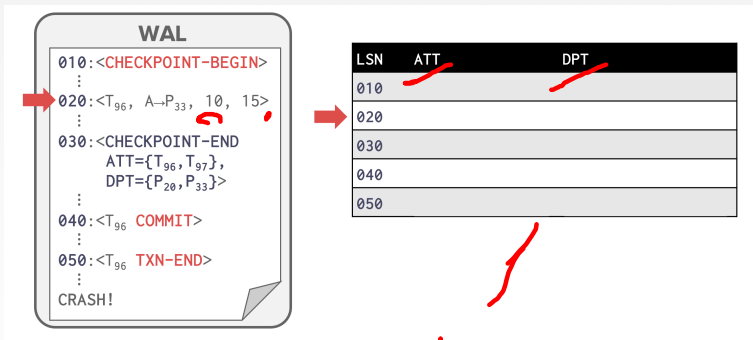 WAL
010:<CHECKPOINT-BEGIN>
⋮
020:<T₉₆, A→P₃₃, 10, 15>
⋮
030:<CHECKPOINT-END
ATT={T₉₆,T₉₇},
DPT={P₂₀,P₃₃}>
⋮
040:<T₉₆ COMMIT>
⋮
050:<T₉₆ TXN-END>
⋮
CRASH!
LSN ATT DPT
010
020
030
040
050